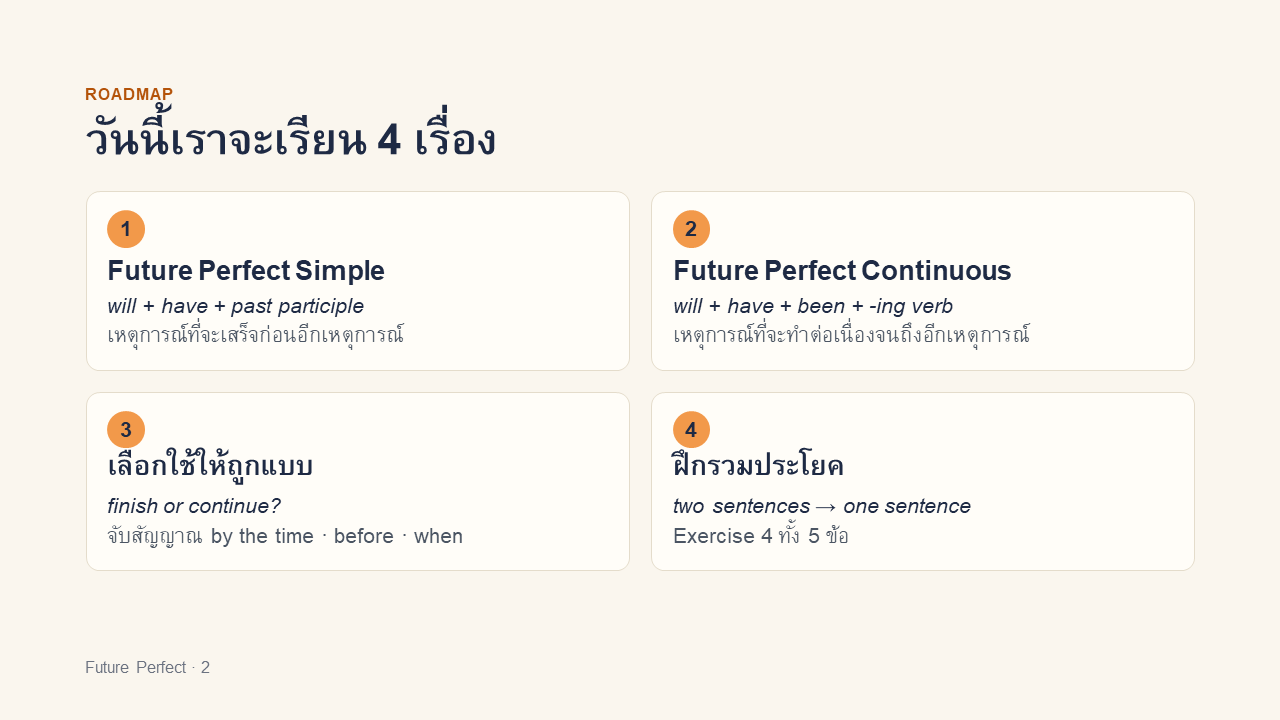 ROADMAP
วันนี้เราจะเรียน 4 เรื่อง
1
Future Perfect Simple
will + have + past participle
เหตุการณ์ที่จะเสร็จก่อนอีกเหตุการณ์
2
Future Perfect Continuous
will + have + been + -ing verb
เหตุการณ์ที่จะทำต่อเนื่องจนถึงอีกเหตุการณ์
3
เลือกใช้ให้ถูกแบบ
finish or continue?
จับสัญญาณ by the time · before · when
4
ฝึกรวมประโยค
two sentences → one sentence
Exercise 4 ทั้ง 5 ข้อ
Future Perfect · 2